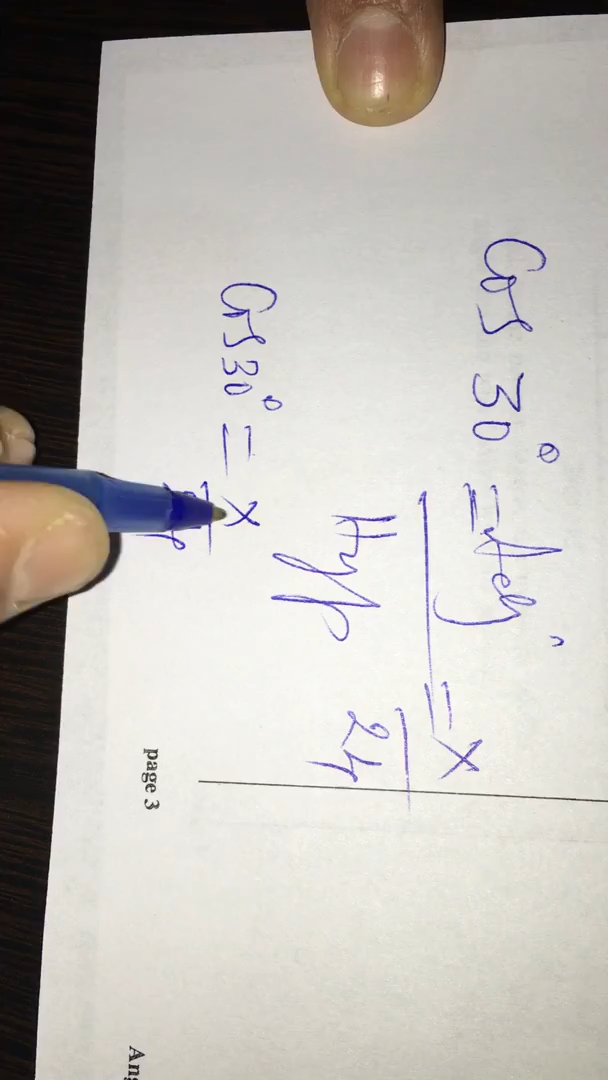 Cos 30° = Adj = x
Hyp 24
Cos 30° = x
page 3